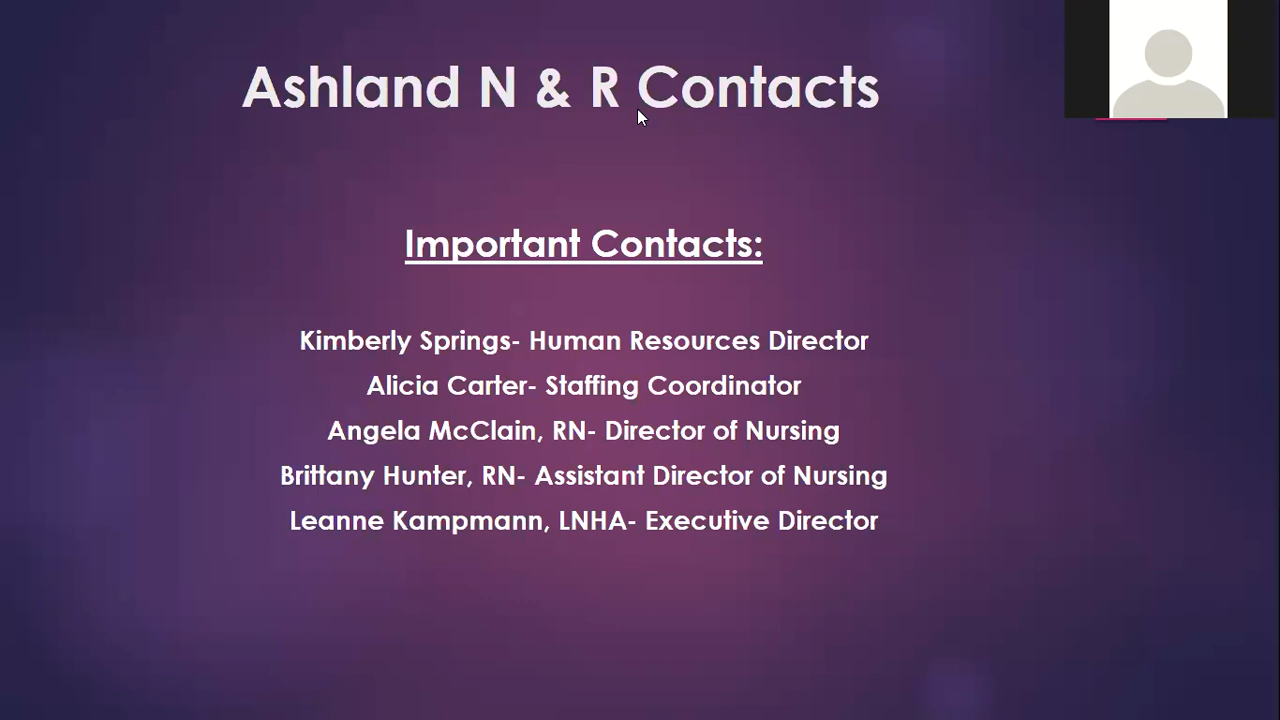 Ashland N & R Contacts
Important Contacts:
Kimberly Springs- Human Resources Director
Alicia Carter- Staffing Coordinator
Angela McClain, RN- Director of Nursing
Brittany Hunter, RN- Assistant Director of Nursing
Leanne Kampmann, LNHA- Executive Director